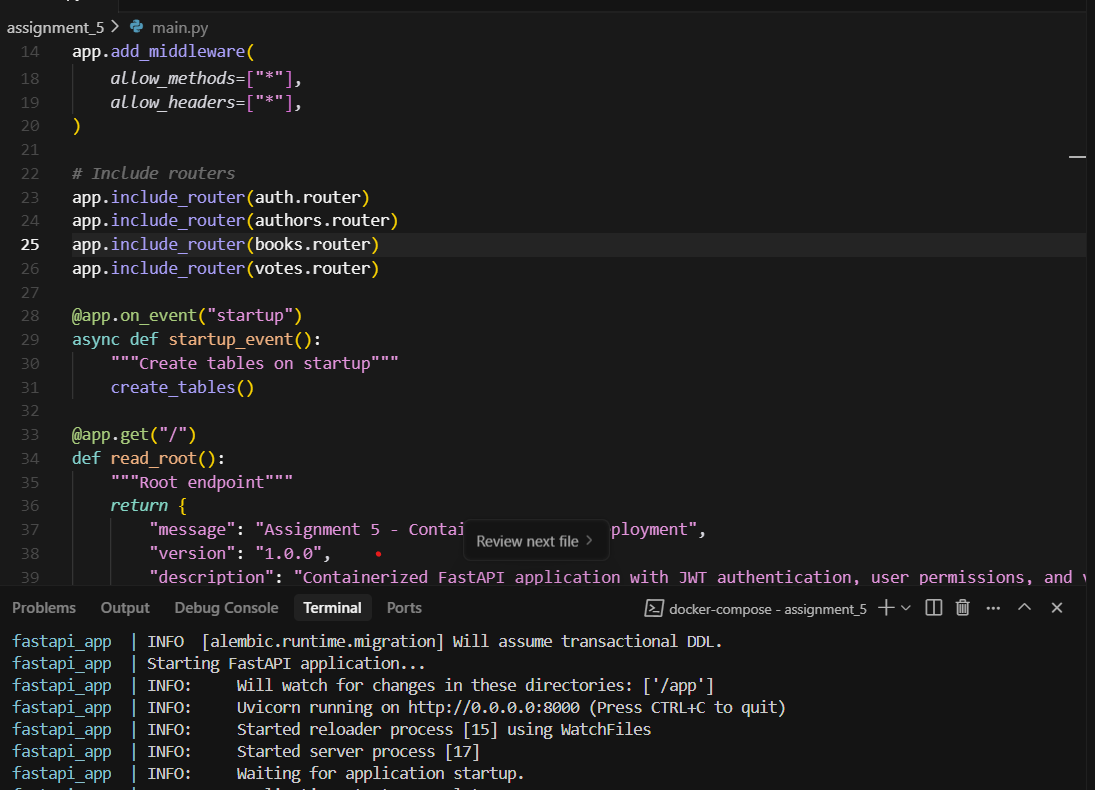 assignment_5 > main.py
14 app.add_middleware(
18 allow_methods=["*"],
19 allow_headers=["*"],
20 )
21
22 # Include routers
23 app.include_router(auth.router)
24 app.include_router(authors.router)
25 app.include_router(books.router)
26 app.include_router(votes.router)
27
28 @app.on_event("startup")
29 async def startup_event():
30 """Create tables on startup"""
31 create_tables()
32
33 @app.get("/")
34 def read_root():
35 """Root endpoint"""
36 return {
37 "message": "Assignment 5 - Contai ployment",
38 "version": "1.0.0",
Review next file >
39 "description": "Containerized FastAPI application with JWT authentication, user permissions, and
Problems Output Debug Console Terminal Ports docker-compose - assignment_5
fastapi_app | INFO [alembic.runtime.migration] Will assume transactional DDL.
fastapi_app | Starting FastAPI application...
fastapi_app | INFO: Will watch for changes in these directories: ['/app']
fastapi_app | INFO: Uvicorn running on http://0.0.0.0:8000 (Press CTRL+C to quit)
fastapi_app | INFO: Started reloader process [15] using WatchFiles
fastapi_app | INFO: Started server process [17]
fastapi_app | INFO: Waiting for application startup.